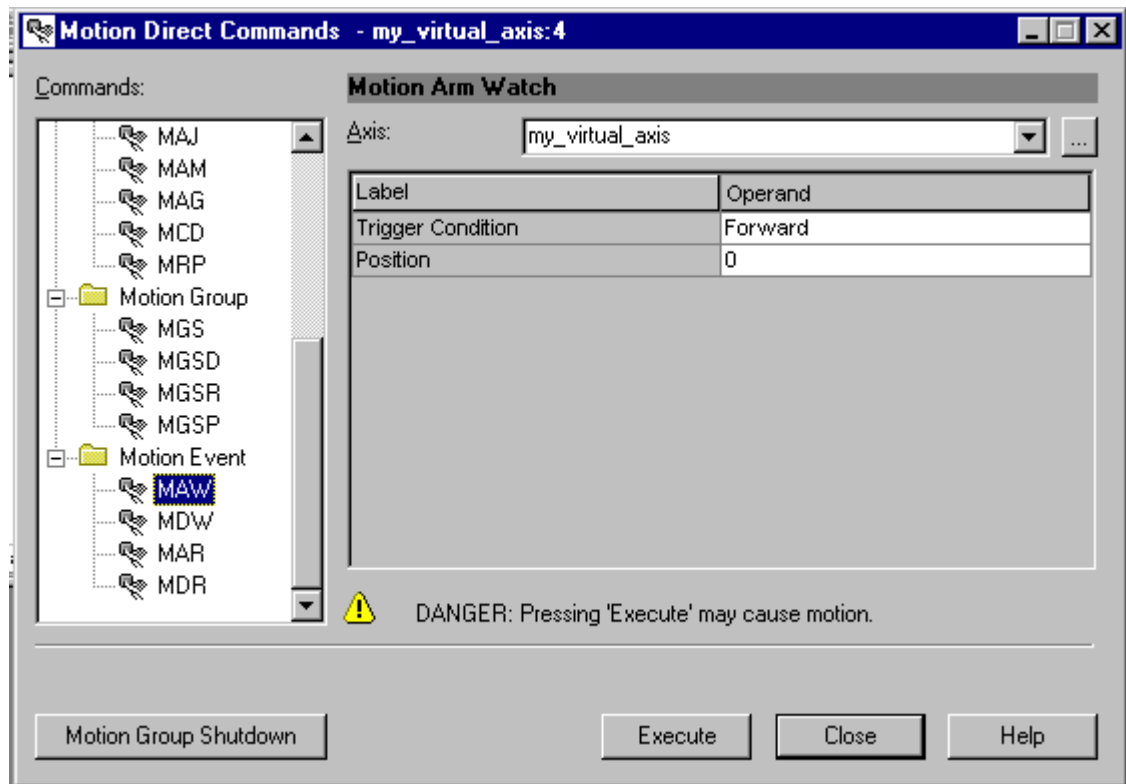 Motion Direct Commands - my_virtual_axis:4
Commands:
MAJ
MAM
MAG
MCD
MRP
Motion Group
MGS
MGSD
MGSR
MGSP
Motion Event
MAW
MDW
MAR
MDR
Motion Arm Watch
Axis: my_virtual_axis ...
Label Operand
Trigger Condition Forward
Position 0
DANGER: Pressing 'Execute' may cause motion.
Motion Group Shutdown Execute Close Help